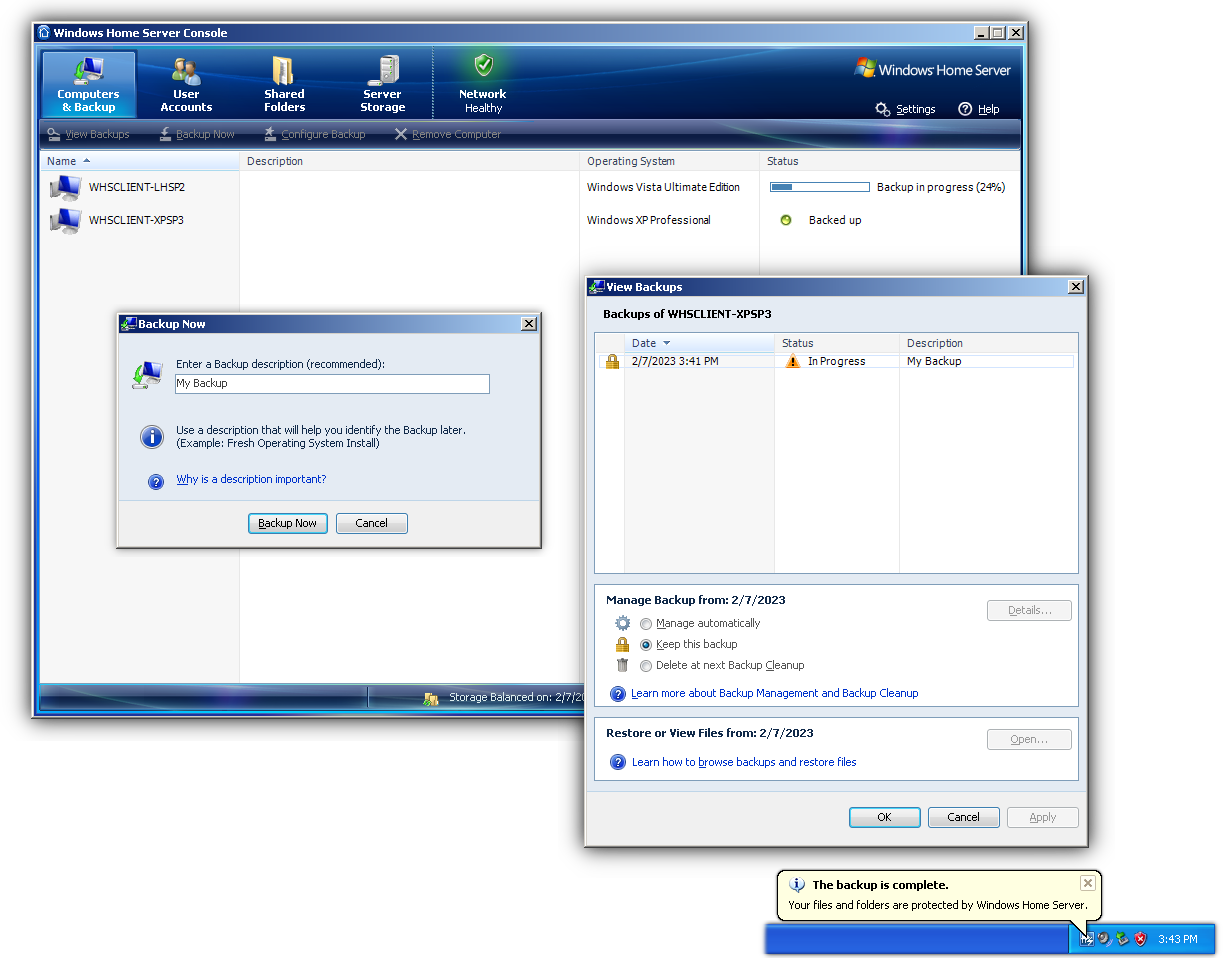 Windows Home Server Console
Computers & Backup
User Accounts
Shared Folders
Server Storage
Network
Healthy
Windows Home Server
Settings
Help
View Backups
Backup Now
Configure Backup
Remove Computer
Name
Description
Operating System
Status
WHSCLIENT-LHSP2
Windows Vista Ultimate Edition
Backup in progress (24%)
WHSCLIENT-XPSP3
Windows XP Professional
Backed up
Storage Balanced on: 2/7/20
Backup Now
Enter a Backup description (recommended):
My Backup
Use a description that will help you identify the Backup later.
(Example: Fresh Operating System Install)
Why is a description important?
Backup Now
Cancel
View Backups
Backups of WHSCLIENT-XPSP3
Date
Status
Description
2/7/2023 3:41 PM
In Progress
My Backup
Manage Backup from: 2/7/2023
Details...
Manage automatically
Keep this backup
Delete at next Backup Cleanup
Learn more about Backup Management and Backup Cleanup
Restore or View Files from: 2/7/2023
Open...
Learn how to browse backups and restore files
OK
Cancel
Apply
The backup is complete.
Your files and folders are protected by Windows Home Server.
3:43 PM